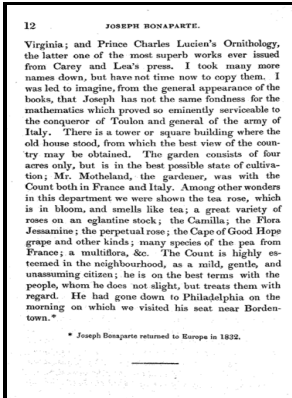 12 JOSEPH BONAPARTE.
Virginia; and Prince Charles Lucien's Ornithology,
the latter one of the most superb works ever issued
from Carey and Lea's press. I took many more
names down, but have not time now to copy them. I
was led to imagine, from the general appearance of the
books, that Joseph has not the same fondness for the
mathematics which proved so eminently serviceable to
the conqueror of Toulon and general of the army of
Italy. There is a tower or square building where the
old house stood, from which the best view of the coun-
try may be obtained. The garden consists of four
acres only, but is in the best possible state of cultiva-
tion; Mr. Motheland, the gardener, was with the
Count both in France and Italy. Among other wonders
in this department we were shown the tea rose, which
is in bloom, and smells like tea; a great variety of
roses on an eglantine stock; the Camilla; the Flora
Jessamine; the perpetual rose; the Cape of Good Hope
grape and other kinds; many species of the pea from
France; a multiflora, &c. The Count is highly es-
teemed in the neighbourhood, as a mild, gentle, and
unassuming citizen; he is on the best terms with the
people, whom he does not slight, but treats them with
regard. He had gone down to Philadelphia on the
morning on which we visited his seat near Borden-
town.*
* Joseph Bonaparte returned to Europe in 1832.